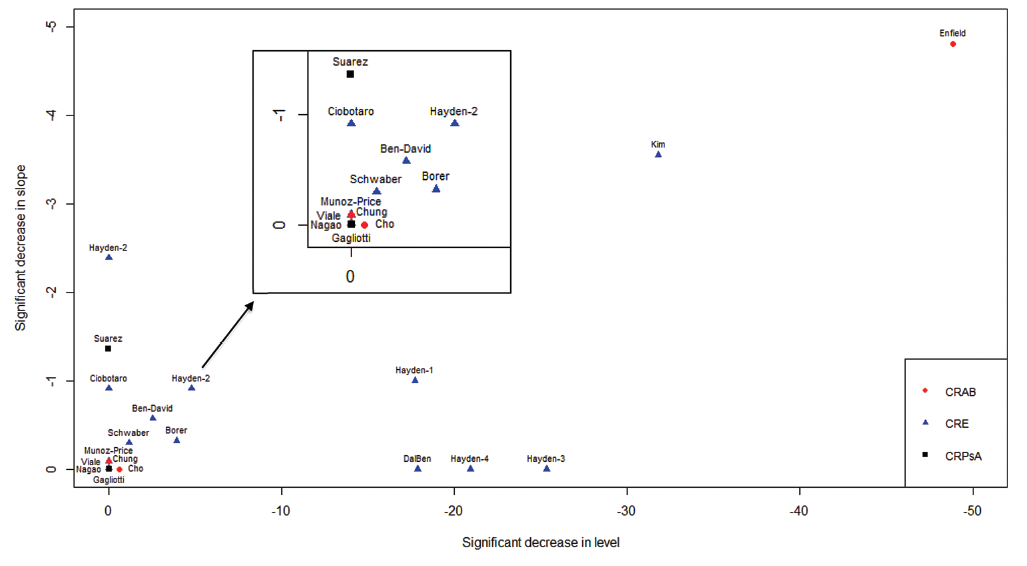 -5
-4
-3
-2
-1
0
Significant decrease in slope
Enfield
Kim
Hayden-2
Suarez
Ciobotaro
Hayden-2
Ben-David
Borer
Schwaber
Munoz-Price
Viale
Chung
Nagao
Cho
Gagliotti
Hayden-1
DalBen
Hayden-4
Hayden-3
Suarez
Ciobotaro
Hayden-2
-1
Ben-David
Schwaber
Borer
Munoz-Price
Viale
Chung
0
Nagao
Cho
Gagliotti
0
CRAB
CRE
CRPsA
0
-10
-20
-30
-40
-50
Significant decrease in level